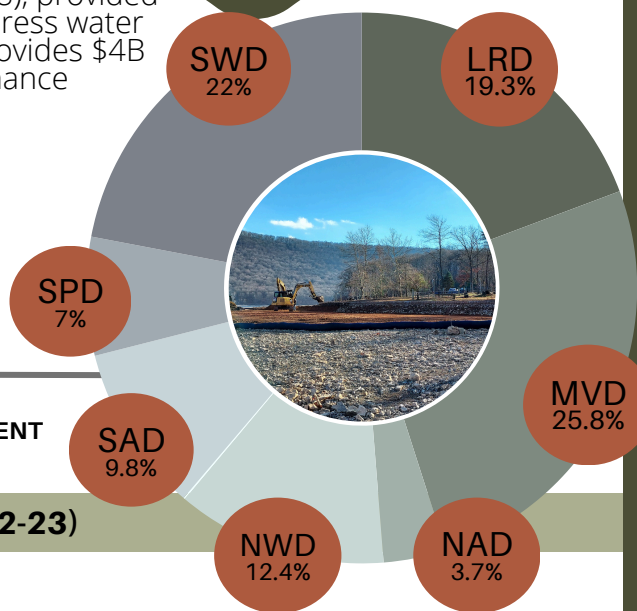 provided
ress water
ovides $4B
nance
SWD
22%
LRD
19.3%
SPD
7%
MVD
25.8%
ENT
SAD
9.8%
2-23)
NWD
12.4%
NAD
3.7%